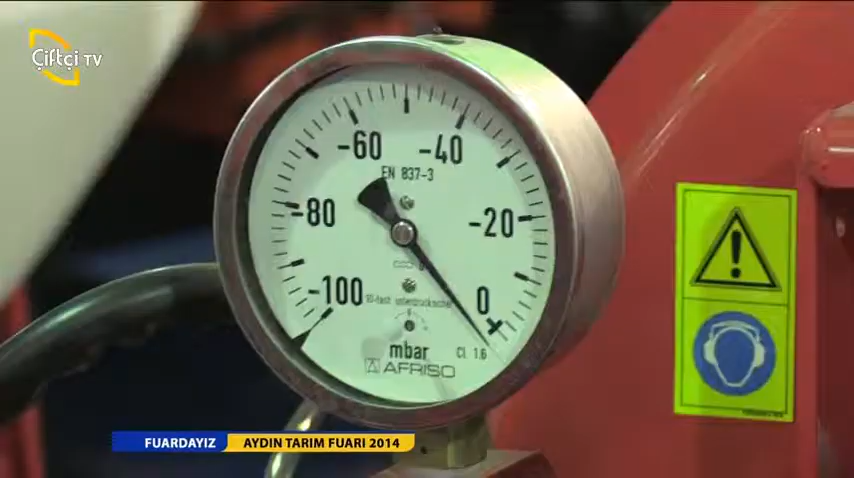 Çiftçi TV
-60
-40
EN 837-3
-80
-20
-100
0
mbar
Cl. 1.6
AFRISO
FUARDAYIZ
AYDIN TARIM FUARI 2014